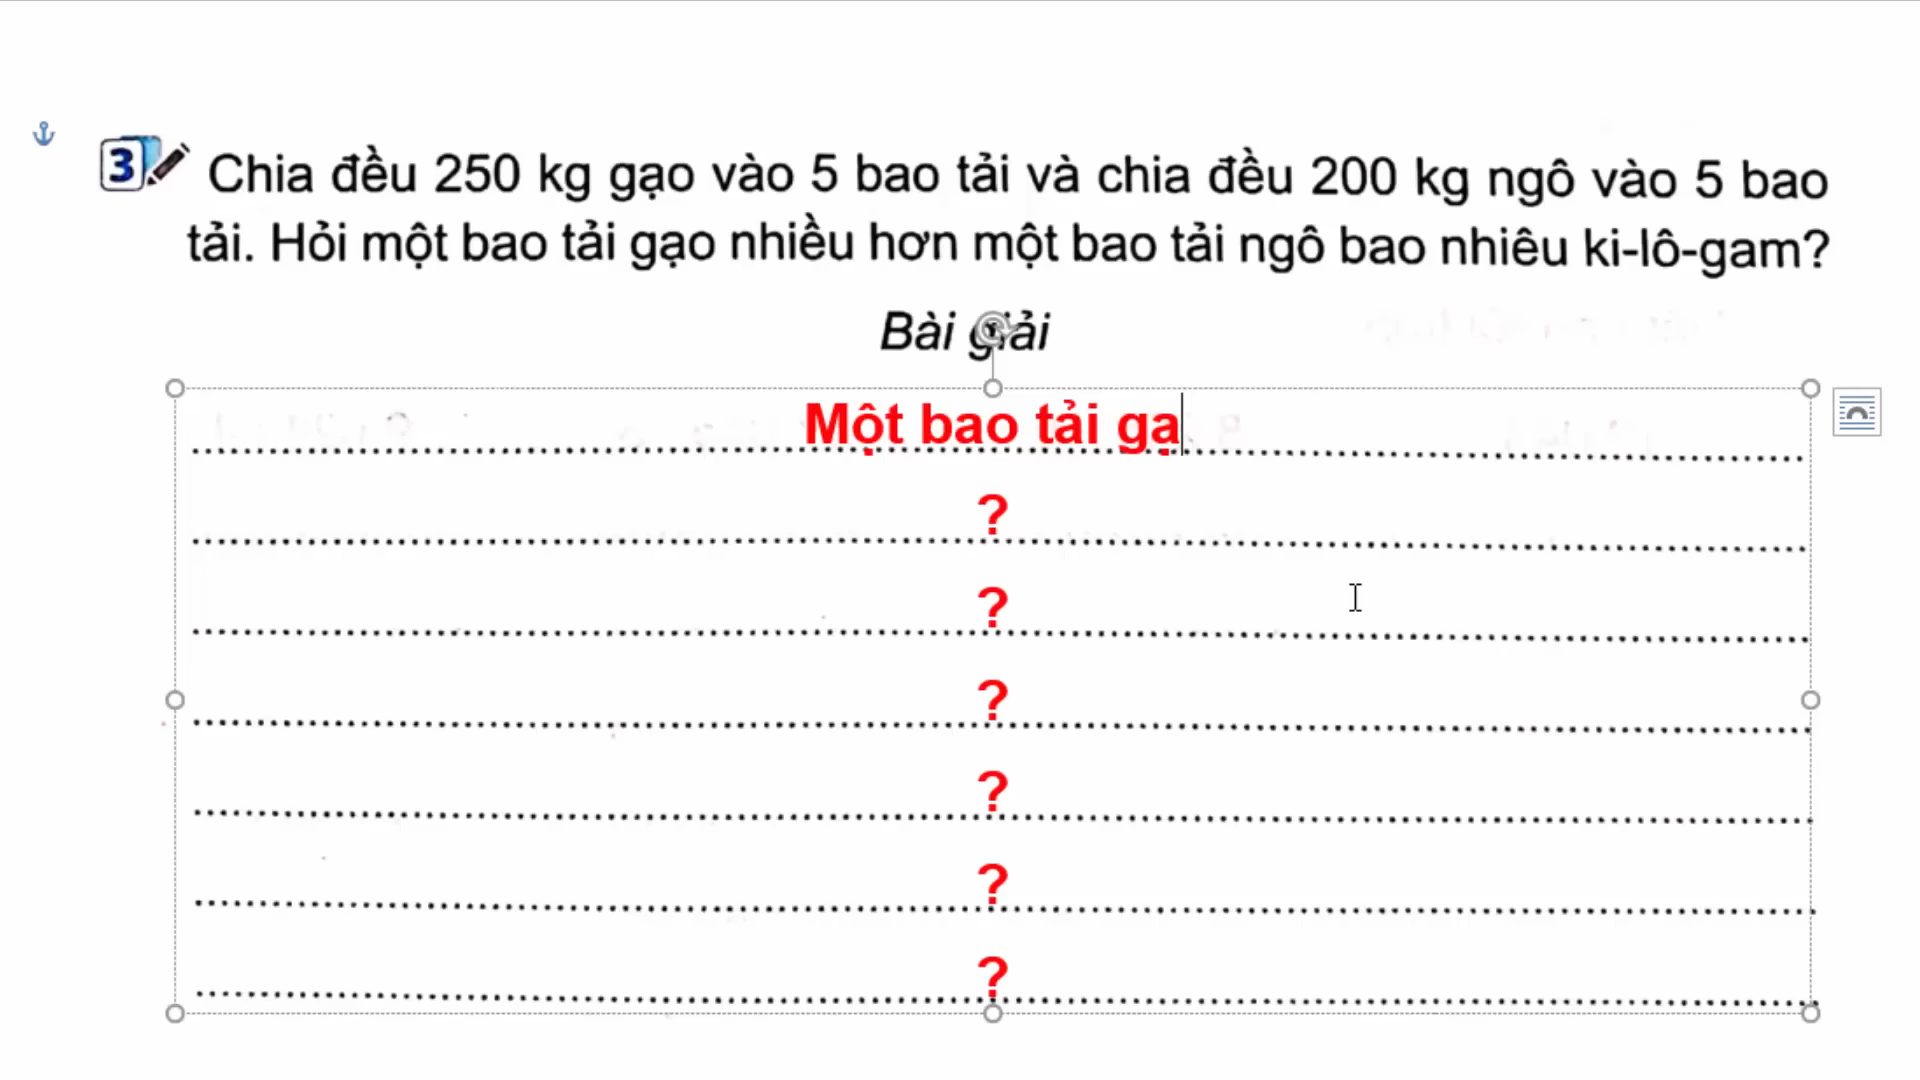 3 Chia đều 250 kg gạo vào 5 bao tải và chia đều 200 kg ngô vào 5 bao
tải. Hỏi một bao tải gạo nhiều hơn một bao tải ngô bao nhiêu ki-lô-gam?
Bài giải
Một bao tải gạ
?
?
?
?
?
?